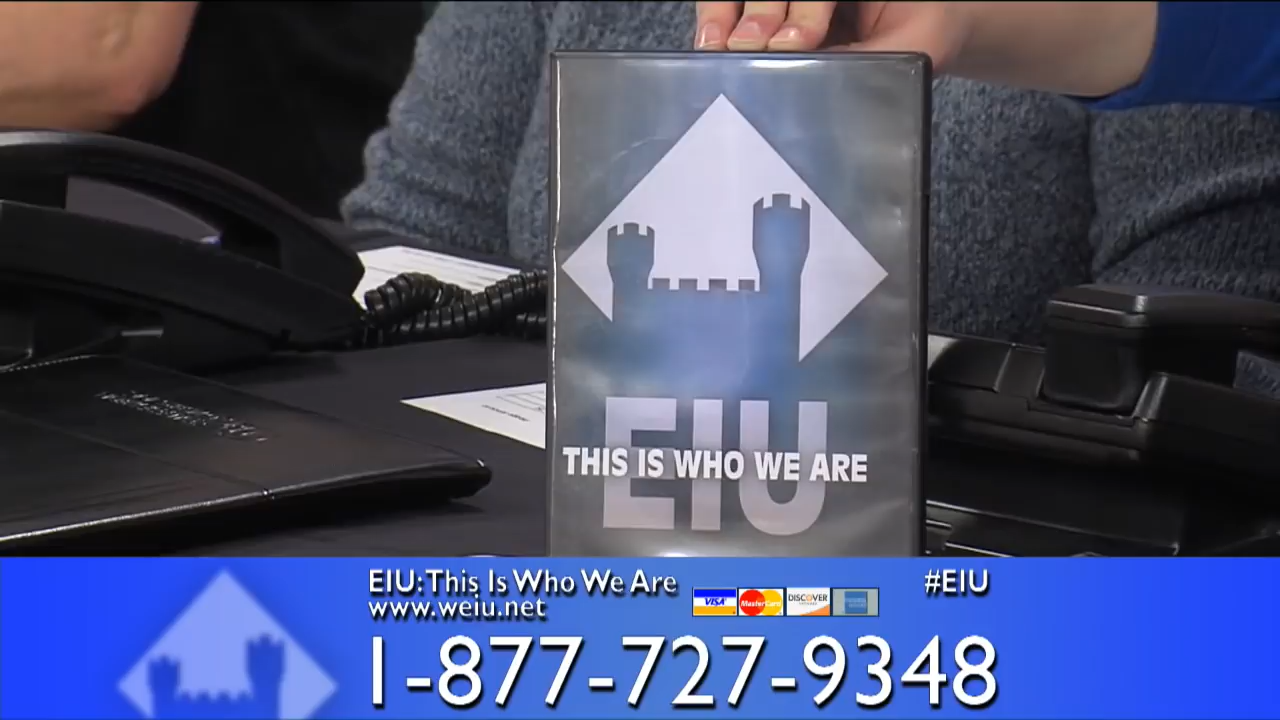 EIU
THIS IS WHO WE ARE
EIU: This Is Who We Are
www.weiu.net
VISA
MasterCard
DISCOVER
#EIU
1-877-727-9348